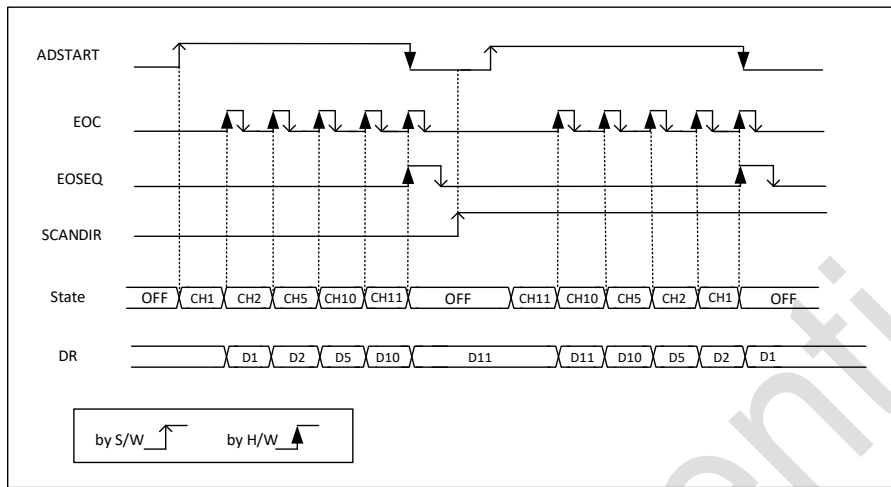 ADSTART
EOC
EOSEQ
SCANDIR
State OFF CH1 CH2 CH5 CH10 CH11 OFF CH11 CH10 CH5 CH2 CH1 OFF
DR D1 D2 D5 D10 D11 D11 D10 D5 D2 D1
by S/W by H/W
enti